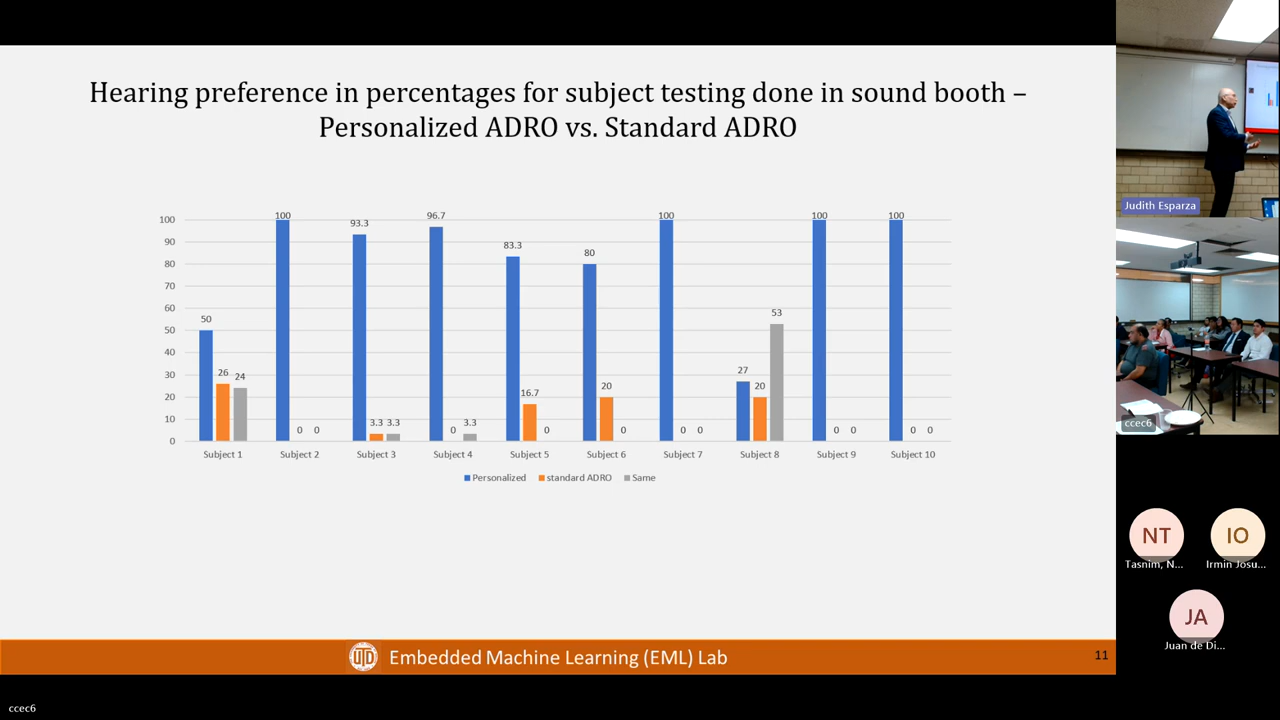 Hearing preference in percentages for subject testing done in sound booth –
Personalized ADRO vs. Standard ADRO
100
90
80
70
60
50
40
30
20
10
0
50
26
24
100
0
0
93.3
3.3
3.3
96.7
0
3.3
83.3
16.7
0
80
20
0
100
0
0
27
20
53
100
0
0
100
0
0
Subject 1
Subject 2
Subject 3
Subject 4
Subject 5
Subject 6
Subject 7
Subject 8
Subject 9
Subject 10
Personalized
standard ADRO
Same
UTD
Embedded Machine Learning (EML) Lab
11
Judith Esparza
ccec6
NT
Tasnim, N...
IO
Irmin Josu...
JA
Juan de Di...
ccec6